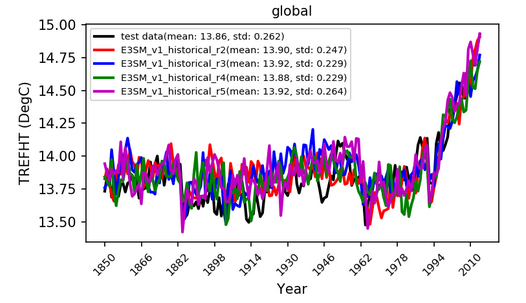 global
15.00
14.75
14.50
14.25
14.00
13.75
13.50
TREFHT (DegC)
test data(mean: 13.86, std: 0.262)
E3SM_v1_historical_r2(mean: 13.90, std: 0.247)
E3SM_v1_historical_r3(mean: 13.92, std: 0.229)
E3SM_v1_historical_r4(mean: 13.88, std: 0.229)
E3SM_v1_historical_r5(mean: 13.92, std: 0.264)
1850
1866
1882
1898
1914
1930
1946
1962
1978
1994
2010
Year